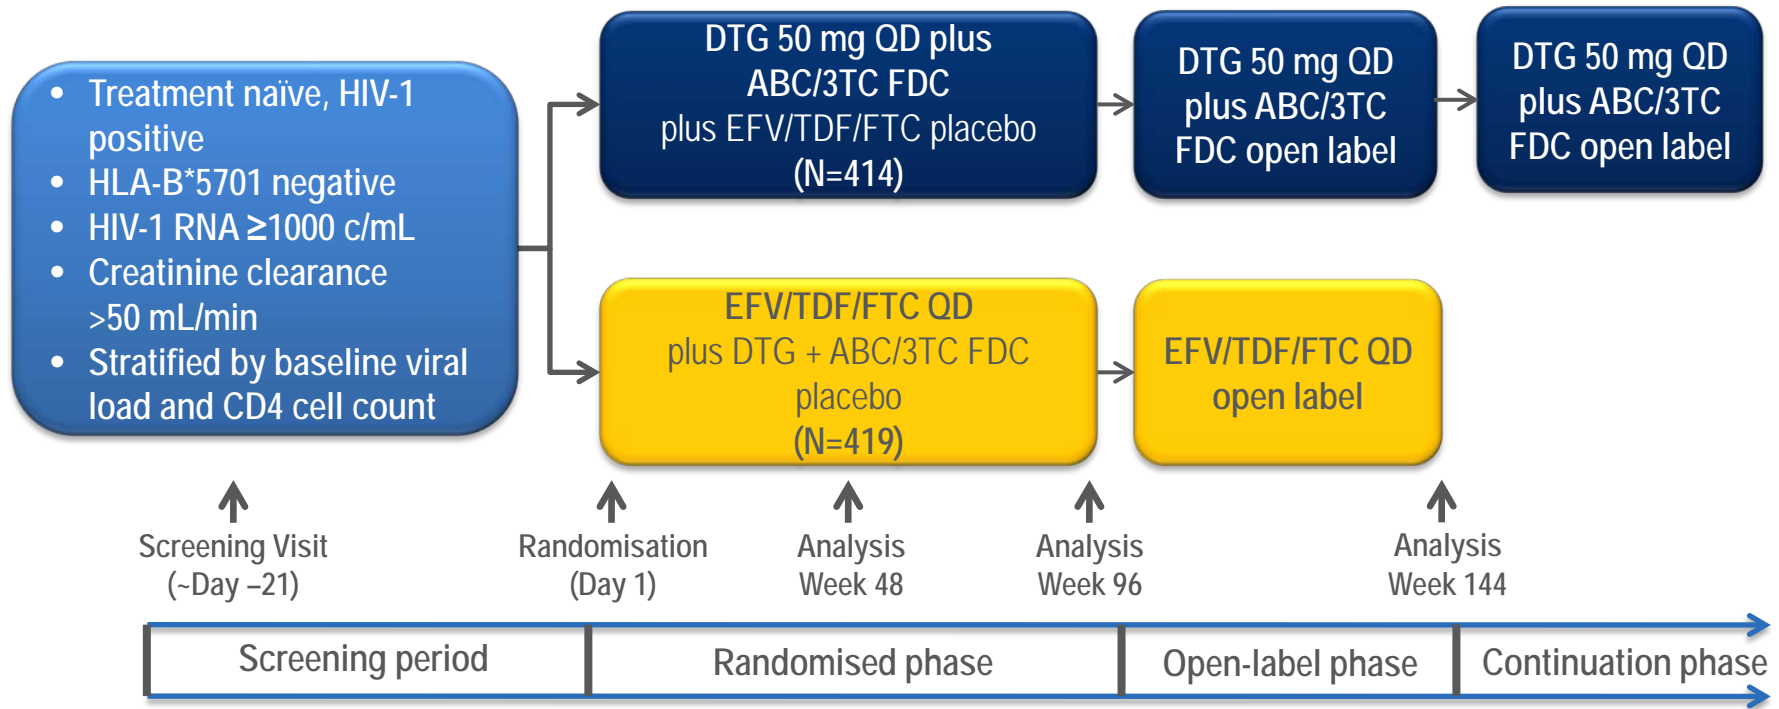 • Treatment naïve, HIV-1
positive
• HLA-B*5701 negative
• HIV-1 RNA ≥1000 c/mL
• Creatinine clearance
>50 mL/min
• Stratified by baseline viral
load and CD4 cell count
DTG 50 mg QD plus
ABC/3TC FDC
plus EFV/TDF/FTC placebo
(N=414)
DTG 50 mg QD
plus ABC/3TC
FDC open label
DTG 50 mg QD
plus ABC/3TC
FDC open label
EFV/TDF/FTC QD
plus DTG + ABC/3TC FDC
placebo
(N=419)
EFV/TDF/FTC QD
open label
Screening Visit
(~Day –21)
Randomisation
(Day 1)
Analysis
Week 48
Analysis
Week 96
Analysis
Week 144
Screening period
Randomised phase
Open-label phase
Continuation phase